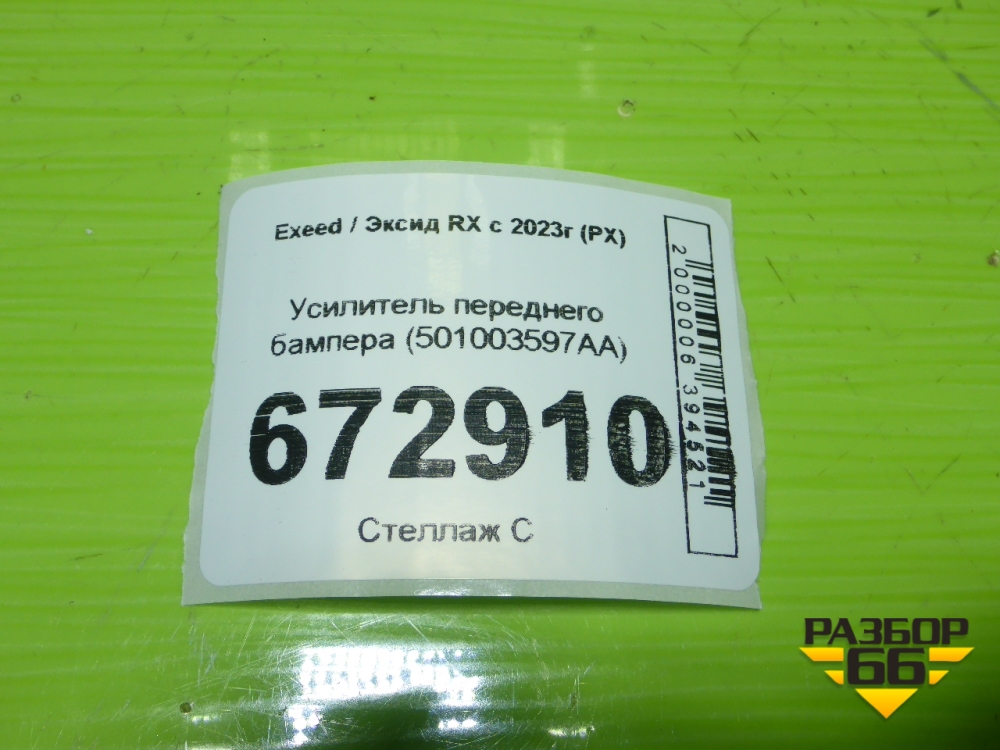 Exeed / Эксид RX с 2023г (РХ)
Усилитель переднего
бампера (501003597AA)
672910
Стеллаж С
2000006394521
РАЗБОР
66